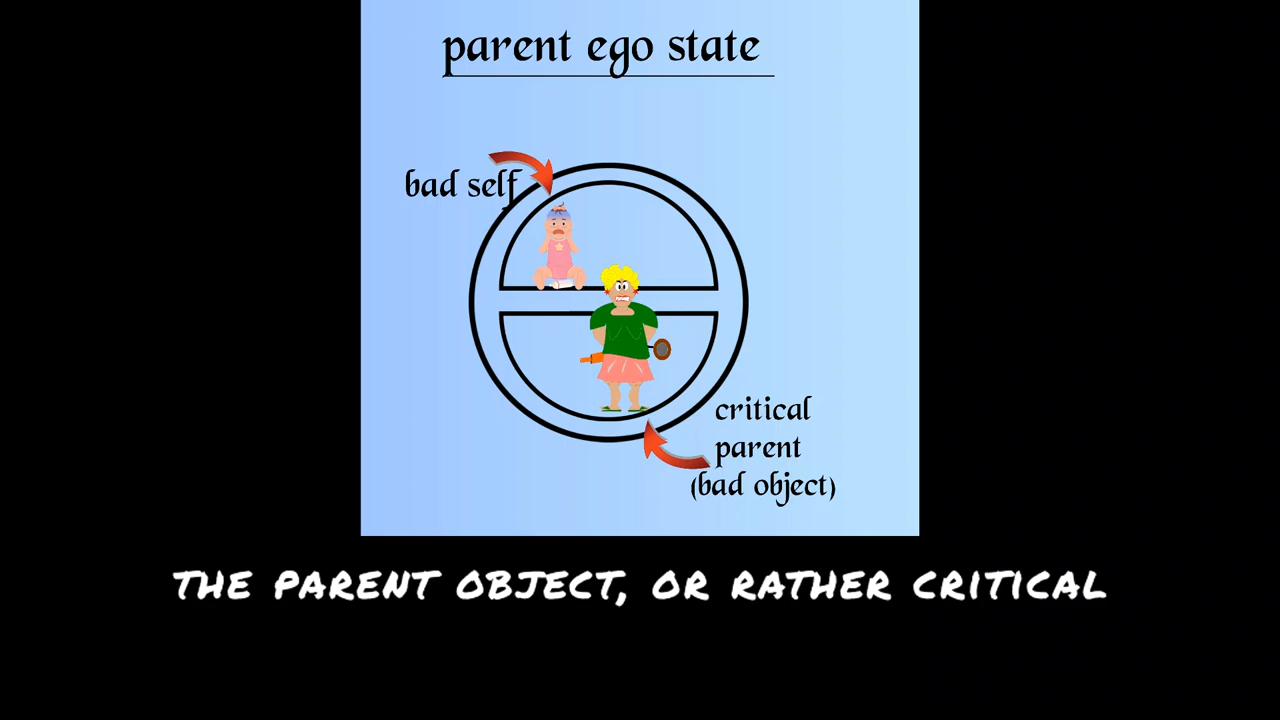 parent ego state
bad self
critical
parent
(bad object)
THE PARENT OBJECT, OR RATHER CRITICAL